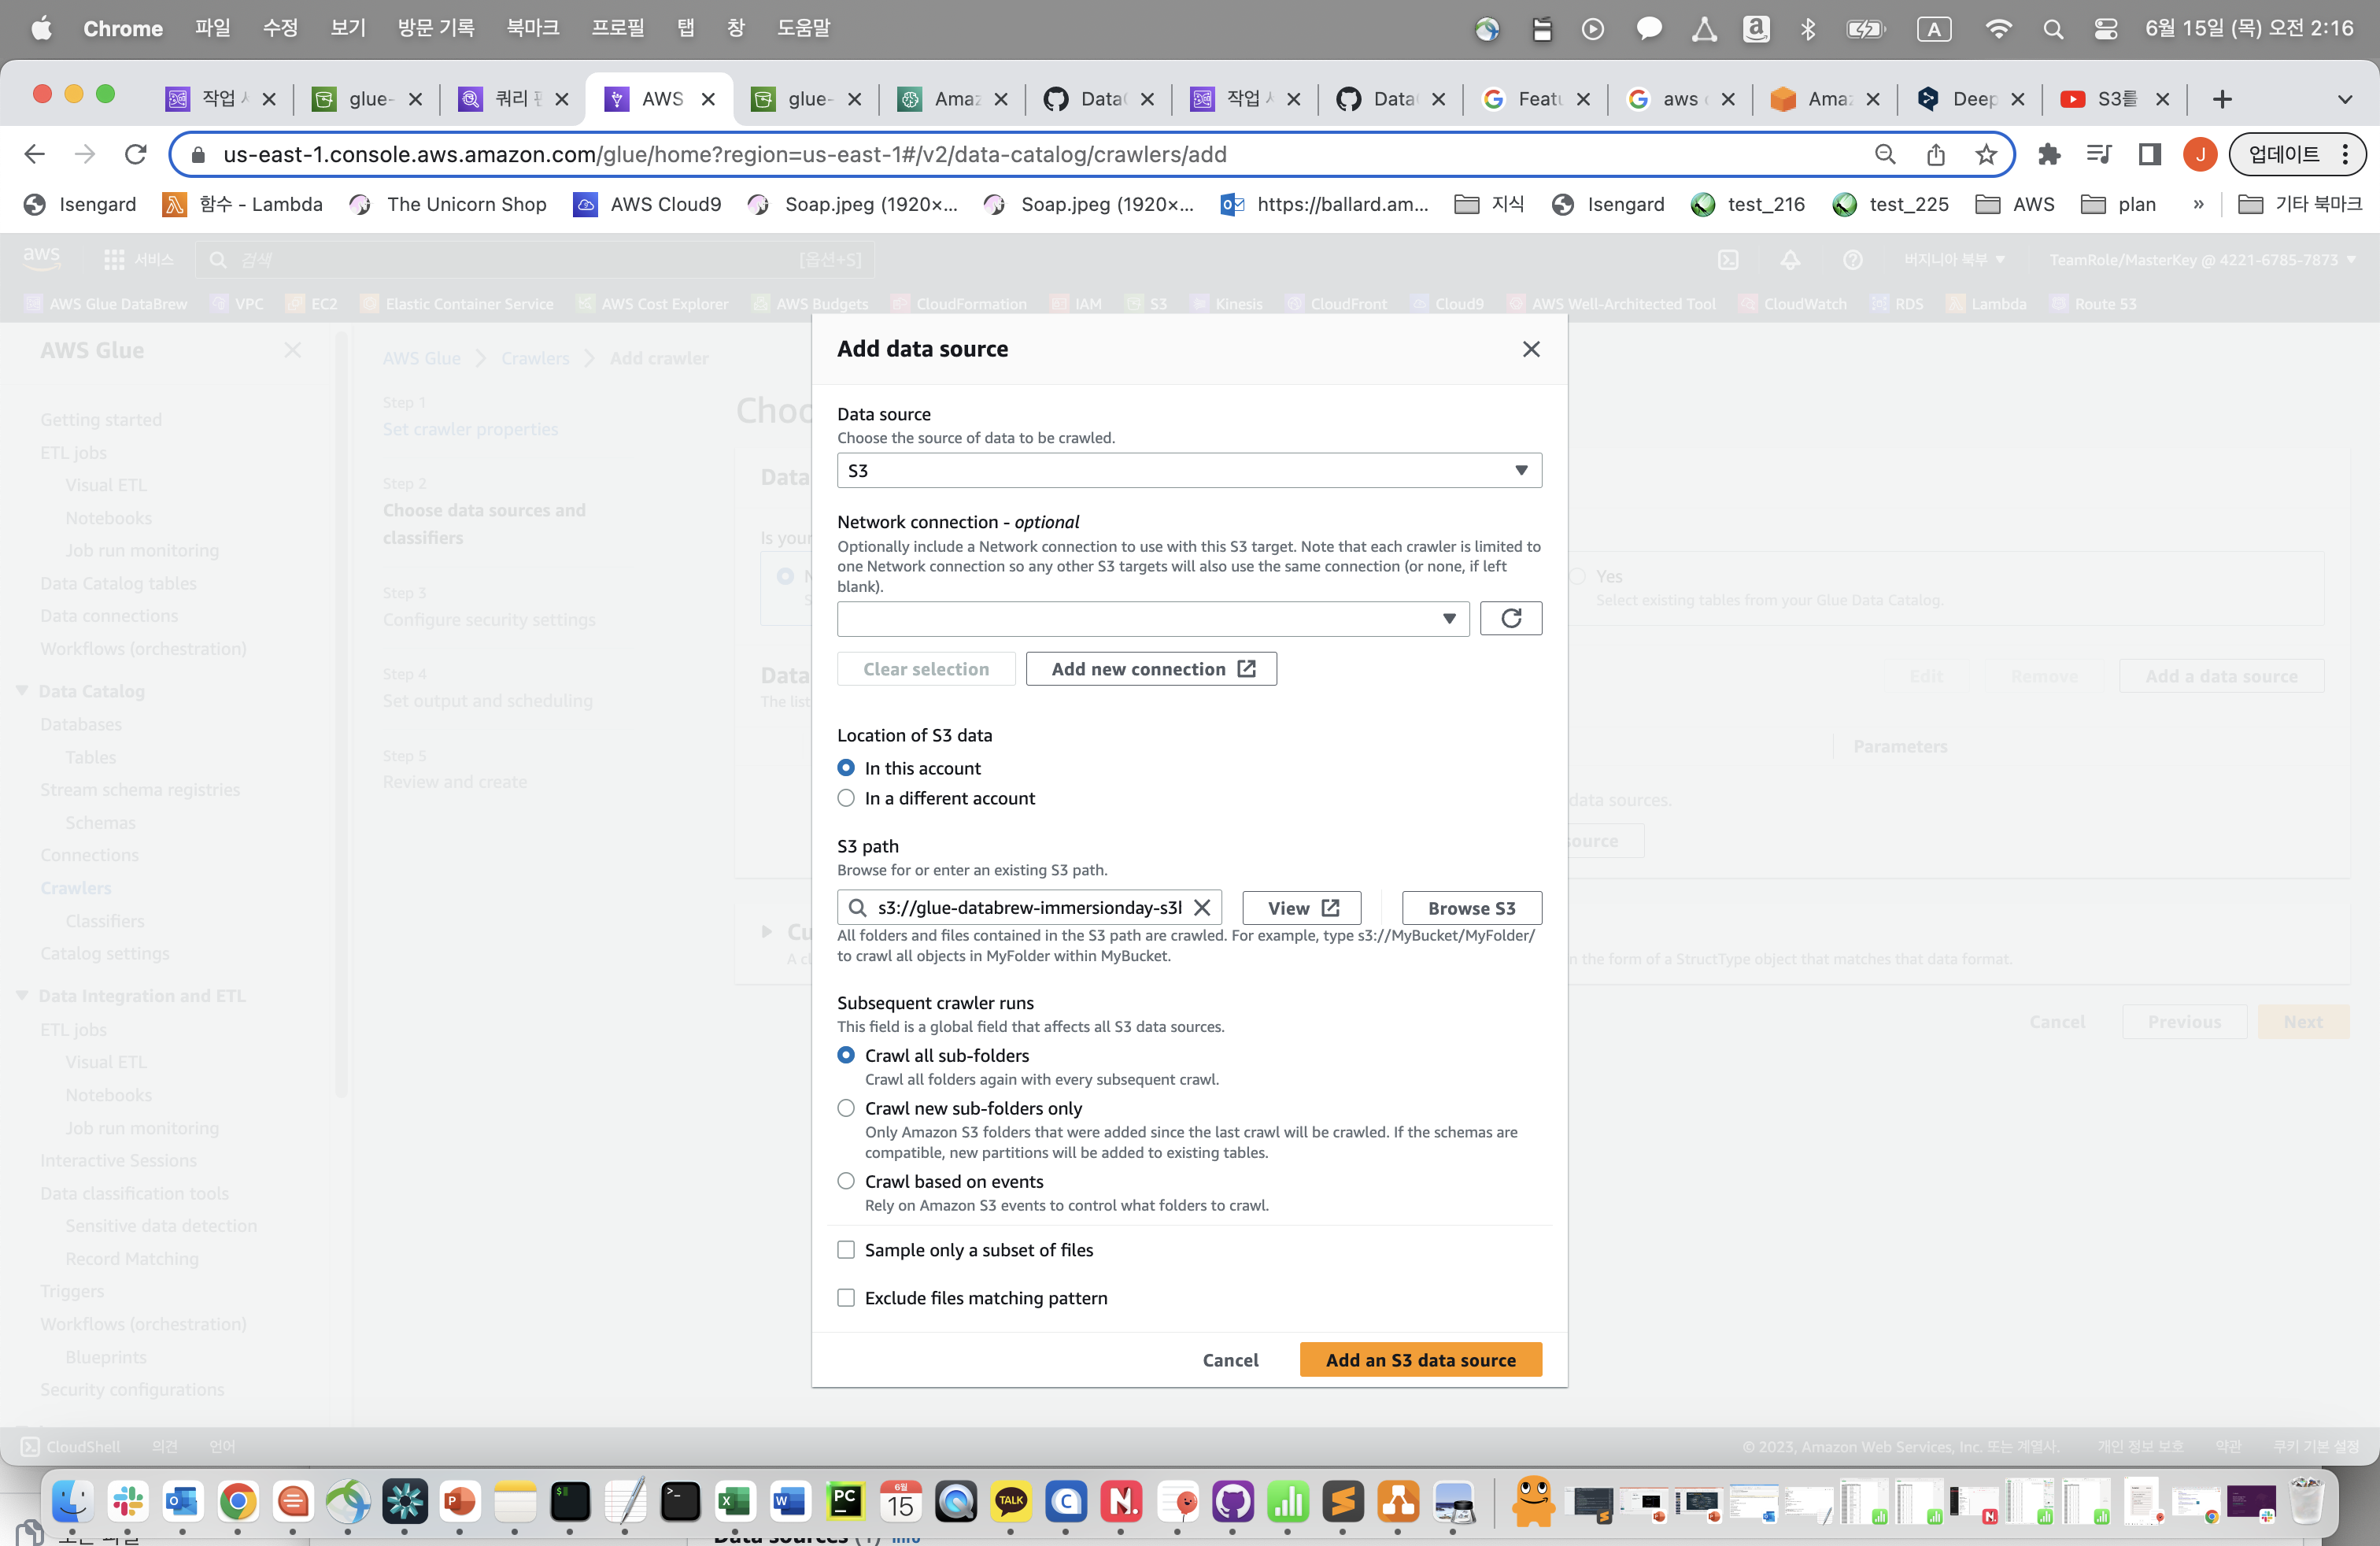 Chrome 파일 수정 보기 방문 기록 북마크 프로필 탭 창 도움말 A 6월 15일 (목) 오전 2:16
작업 glue- 쿼리 AWS glue- Amaz Data 작업 Data Featu aws Ama Deep S3를
us-east-1.console.aws.amazon.com/glue/home?region=us-east-1#/v2/data-catalog/crawlers/add J 업데이트
Isengard 함수 - Lambda The Unicorn Shop AWS Cloud9 Soap.jpeg (1920×... Soap.jpeg (1920×... https://ballard.am... 지식 Isengard test_216 test_225 AWS plan » 기타 북마크
aws 서비스 검색 [옵션+S] 버지니아 북부 TeamRole/MasterKey @ 4221-6785-7873
AWS Glue DataBrew VPC EC2 Elastic Container Service AWS Cost Explorer AWS Budgets CloudFormation IAM S3 Kinesis CloudFront Cloud9 AWS Well-Architected Tool CloudWatch RDS Lambda Route 53
AWS Glue
Getting started
ETL jobs
Visual ETL
Notebooks
Job run monitoring
Data Catalog tables
Data connections
Workflows (orchestration)
Data Catalog
Databases
Tables
Stream schema registries
Schemas
Connections
Crawlers
Classifiers
Catalog settings
Data Integration and ETL
ETL jobs
Visual ETL
Notebooks
Job run monitoring
Interactive Sessions
Data classification tools
Sensitive data detection
Record Matching
Triggers
Workflows (orchestration)
Blueprints
Security configurations
AWS Glue Crawlers Add crawler
Step 1
Set crawler properties
Step 2
Choose data sources and
classifiers
Step 3
Configure security settings
Step 4
Set output and scheduling
Step 5
Review and create
Choo
Data
Is your
N
S
Yes
Select existing tables from your Glue Data Catalog.
Data
The list
Edit Remove Add a data source
Parameters
data sources.
source
Cu
A cl
n the form of a StructType object that matches that data format.
Cancel Previous Next
Add data source
Data source
Choose the source of data to be crawled.
S3
Network connection - optional
Optionally include a Network connection to use with this S3 target. Note that each crawler is limited to
one Network connection so any other S3 targets will also use the same connection (or none, if left
blank).
Clear selection Add new connection
Location of S3 data
In this account
In a different account
S3 path
Browse for or enter an existing S3 path.
s3://glue-databrew-immersionday-s3l View Browse S3
All folders and files contained in the S3 path are crawled. For example, type s3://MyBucket/MyFolder/
to crawl all objects in MyFolder within MyBucket.
Subsequent crawler runs
This field is a global field that affects all S3 data sources.
Crawl all sub-folders
Crawl all folders again with every subsequent crawl.
Crawl new sub-folders only
Only Amazon S3 folders that were added since the last crawl will be crawled. If the schemas are
compatible, new partitions will be added to existing tables.
Crawl based on events
Rely on Amazon S3 events to control what folders to crawl.
Sample only a subset of files
Exclude files matching pattern
Cancel Add an S3 data source
CloudShell 의견 언어 © 2023, Amazon Web Services, Inc. 또는 계열사. 개인 정보 보호 약관 쿠키 기본 설정
PC 6월 15 TALK N.
Data sources (1) Info